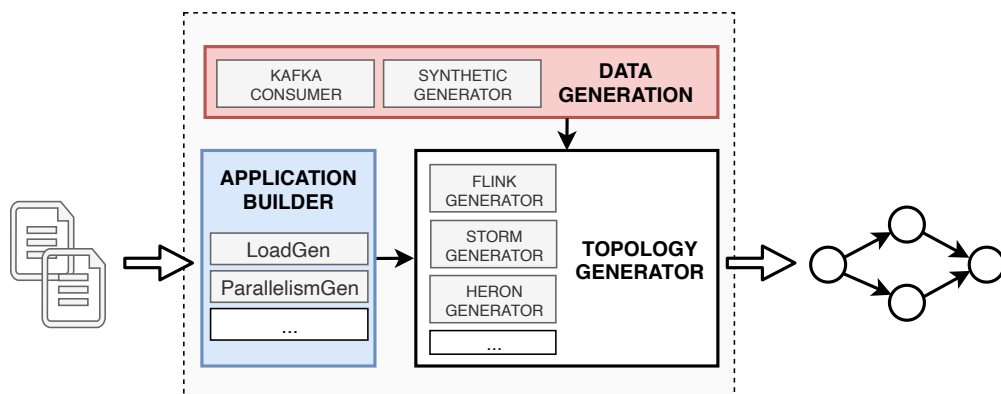 KAFKA
CONSUMER
SYNTHETIC
GENERATOR
DATA
GENERATION
APPLICATION
BUILDER
LoadGen
ParallelismGen
...
FLINK
GENERATOR
STORM
GENERATOR
HERON
GENERATOR
...
TOPOLOGY
GENERATOR